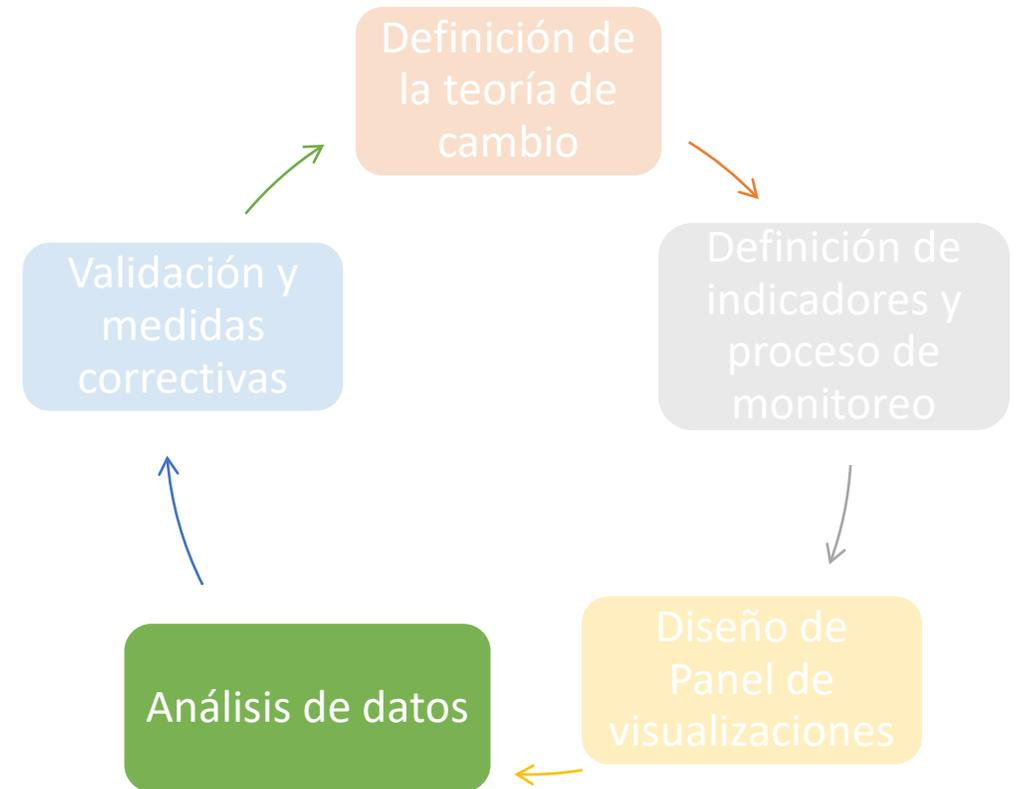 Definición de
la teoría de
cambio
Definición de
indicadores y
proceso de
monitoreo
Diseño de
Panel de
visualizaciones
Análisis de datos
Validación y
medidas
correctivas